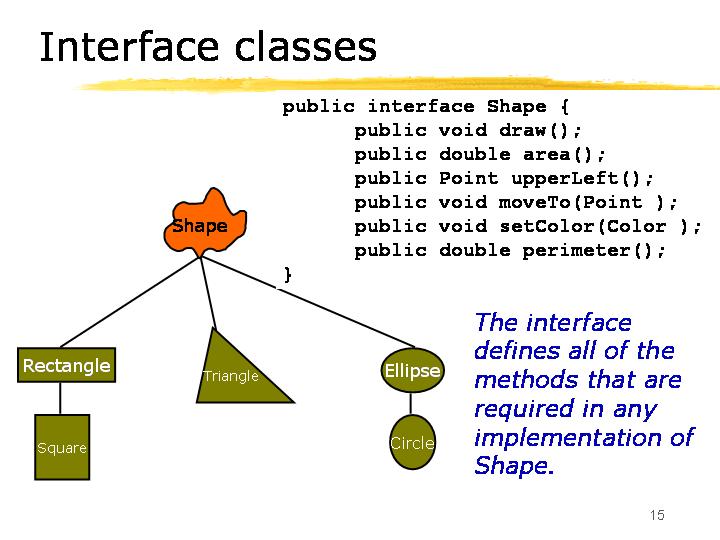 Interface classes
public interface Shape {
public void draw();
public double area();
public Point upperLeft();
public void moveTo(Point );
public void setColor(Color );
public double perimeter();
}
Shape
Rectangle
Triangle
Ellipse
Square
Circle
The interface
defines all of the
methods that are
required in any
implementation of
Shape.
15